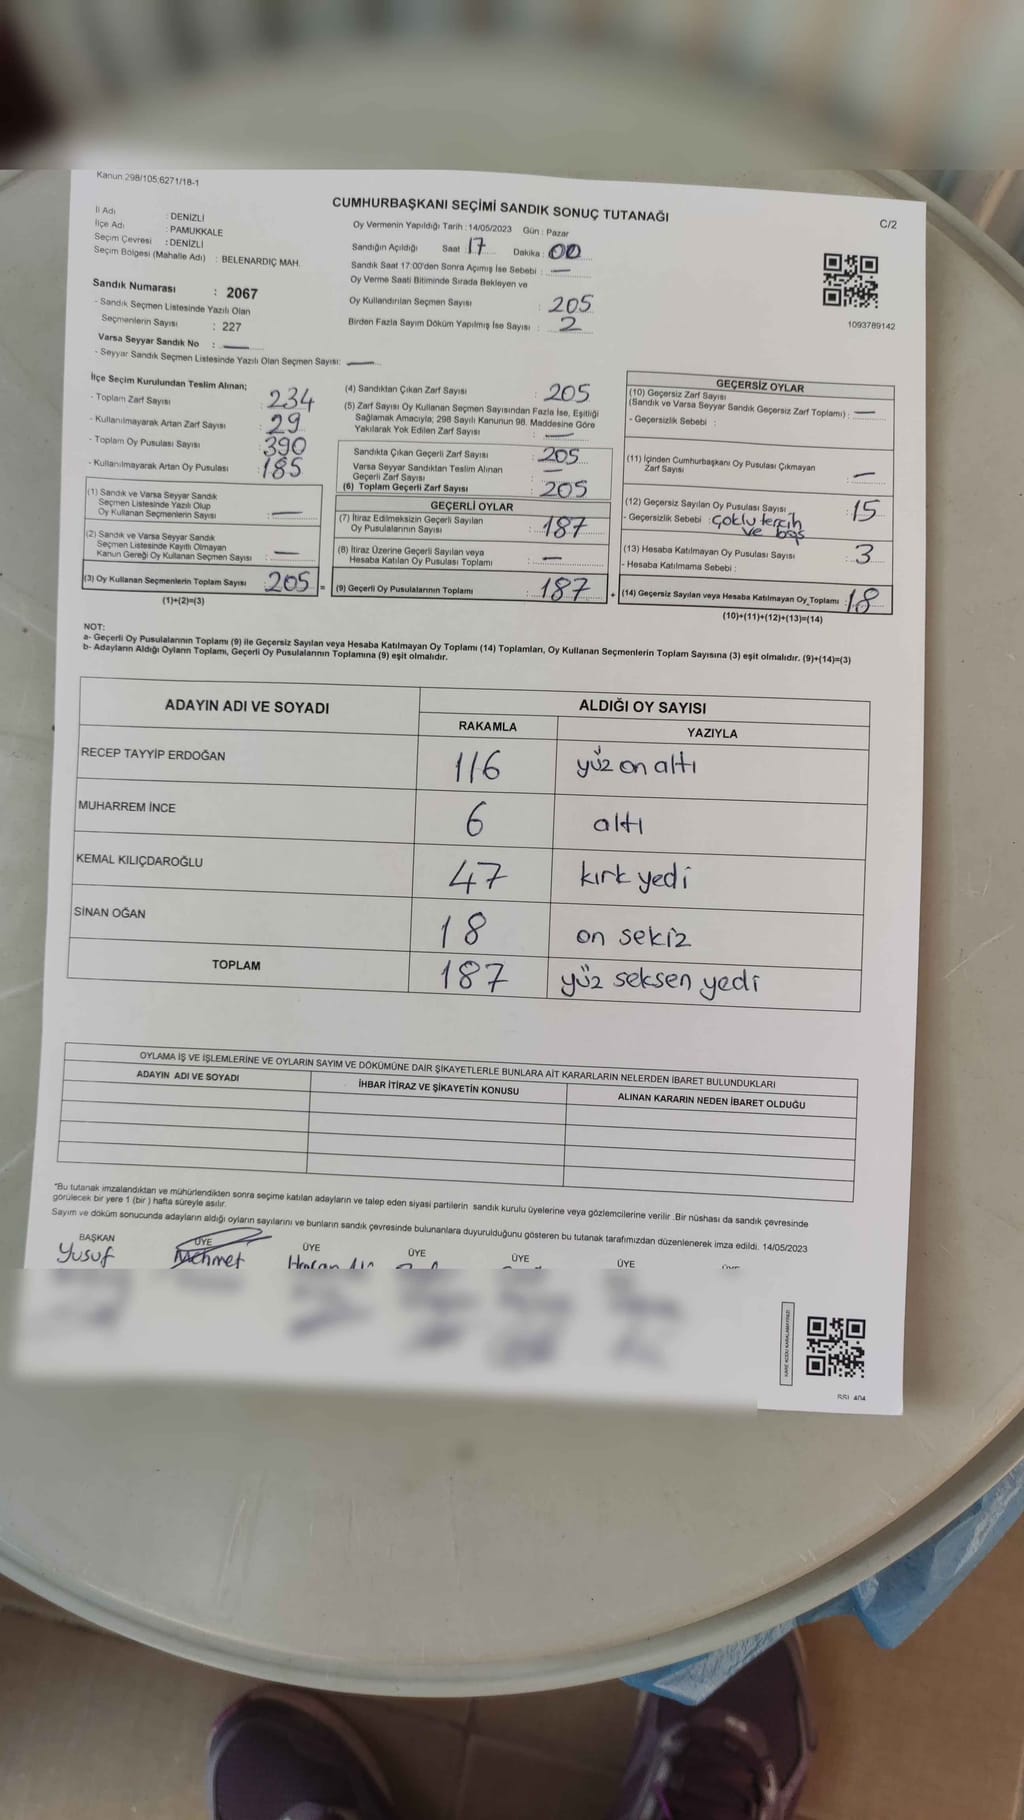 Kanun 298/105;6271/18-1
CUMHURBAŞKANI SEÇİMİ SANDIK SONUÇ TUTANAĞI
C/2
İl Adı : DENİZLİ
İlçe Adı : PAMUKKALE
Seçim Çevresi : DENİZLİ
Seçim Bölgesi (Mahalle Adı) : BELENARDIÇ MAH.
Oy Vermenin Yapıldığı Tarih : 14/05/2023 Gün : Pazar
Sandığın Açıldığı Saat : 17 Dakika : 00
Sandık Saat 17:00'den Sonra Açımış İse Sebebi : —
Oy Verme Saati Bitiminde Sırada Bekleyen ve
Oy Kullandırılan Seçmen Sayısı : 205
Birden Fazla Sayım Döküm Yapılmış İse Sayısı : 2
1093789142
Sandık Numarası : 2067
- Sandık Seçmen Listesinde Yazılı Olan
Seçmenlerin Sayısı : 227
Varsa Seyyar Sandık No : —
- Seyyar Sandık Seçmen Listesinde Yazılı Olan Seçmen Sayısı: —
İlçe Seçim Kurulundan Teslim Alınan;
- Toplam Zarf Sayısı : 234
- Kullanılmayarak Artan Zarf Sayısı : 29
- Toplam Oy Pusulası Sayısı : 390
- Kullanılmayarak Artan Oy Pusulası : 185
(1) Sandık ve Varsa Seyyar Sandık
Seçmen Listesinde Yazılı Olup
Oy Kullanan Seçmenlerin Sayısı : —
(2) Sandık ve Varsa Seyyar Sandık
Seçmen Listesinde Kayıtlı Olmayan
Kanun Gereği Oy Kullanan Seçmen Sayısı : —
(3) Oy Kullanan Seçmenlerin Toplam Sayısı : 205 =
(1)+(2)=(3)
(4) Sandıktan Çıkan Zarf Sayısı : 205
(5) Zarf Sayısı Oy Kullanan Seçmen Sayısından Fazla İse, Eşitliği
Sağlamak Amacıyla; 298 Sayılı Kanunun 98. Maddesine Göre
Yakılarak Yok Edilen Zarf Sayısı : —
Sandıkta Çıkan Geçerli Zarf Sayısı : 205
Varsa Seyyar Sandıktan Teslim Alınan
Geçerli Zarf Sayısı : —
(6) Toplam Geçerli Zarf Sayısı : 205
GEÇERLİ OYLAR
(7) İtiraz Edilmeksizin Geçerli Sayılan
Oy Pusulalarının Sayısı : 187
(8) İtiraz Üzerine Geçerli Sayılan veya
Hesaba Katılan Oy Pusulası Toplamı : —
(9) Geçerli Oy Pusulalarının Toplamı : 187 +
GEÇERSİZ OYLAR
(10) Geçersiz Zarf Sayısı
(Sandık ve Varsa Seyyar Sandık Geçersiz Zarf Toplamı) : —
- Geçersizlik Sebebi :
(11) İçinden Cumhurbaşkanı Oy Pusulası Çıkmayan
Zarf Sayısı : —
(12) Geçersiz Sayılan Oy Pusulası Sayısı : 15
- Geçersizlik Sebebi : Çoklu tercih
ve boş
(13) Hesaba Katılmayan Oy Pusulası Sayısı : 3
- Hesaba Katılmama Sebebi :
(14) Geçersiz Sayılan veya Hesaba Katılmayan Oy Toplamı : 18
(10)+(11)+(12)+(13)=(14)
NOT:
a- Geçerli Oy Pusulalarının Toplamı (9) ile Geçersiz Sayılan veya Hesaba Katılmayan Oy Toplamı (14) Toplamları, Oy Kullanan Seçmenlerin Toplam Sayısına (3) eşit olmalıdır. (9)+(14)=(3)
b- Adayların Aldığı Oyların Toplamı, Geçerli Oy Pusulalarının Toplamına (9) eşit olmalıdır.
ADAYIN ADI VE SOYADI
ALDIĞI OY SAYISI
RAKAMLA YAZIYLA
RECEP TAYYİP ERDOĞAN 116 yüz on altı
MUHARREM İNCE 6 altı
KEMAL KILIÇDAROĞLU 47 kırk yedi
SİNAN OĞAN 18 on sekiz
TOPLAM 187 yüz seksen yedi
OYLAMA İŞ VE İŞLEMLERİNE VE OYLARIN SAYIM VE DÖKÜMÜNE DAİR ŞİKAYETLERLE BUNLARA AİT KARARLARIN NELERDEN İBARET BULUNDUKLARI
ADAYIN ADI VE SOYADI İHBAR İTİRAZ VE ŞİKAYETİN KONUSU ALINAN KARARIN NEDEN İBARET OLDUĞU
"Bu tutanak imzalandıktan ve mühürlendikten sonra seçime katılan adayların ve talep eden siyasi partilerin sandık kurulu üyelerine veya gözlemcilerine verilir .Bir nüshası da sandık çevresinde
görülecek bir yere 1 (bir ) hafta süreyle asılır.
Sayım ve döküm sonucunda adayların aldığı oyların sayılarını ve bunların sandık çevresinde bulunanlara duyurulduğunu gösteren bu tutanak tarafımızdan düzenlenerek imza edildi. 14/05/2023
BAŞKAN ÜYE ÜYE ÜYE ÜYE ÜYE
Yusuf Mehmet